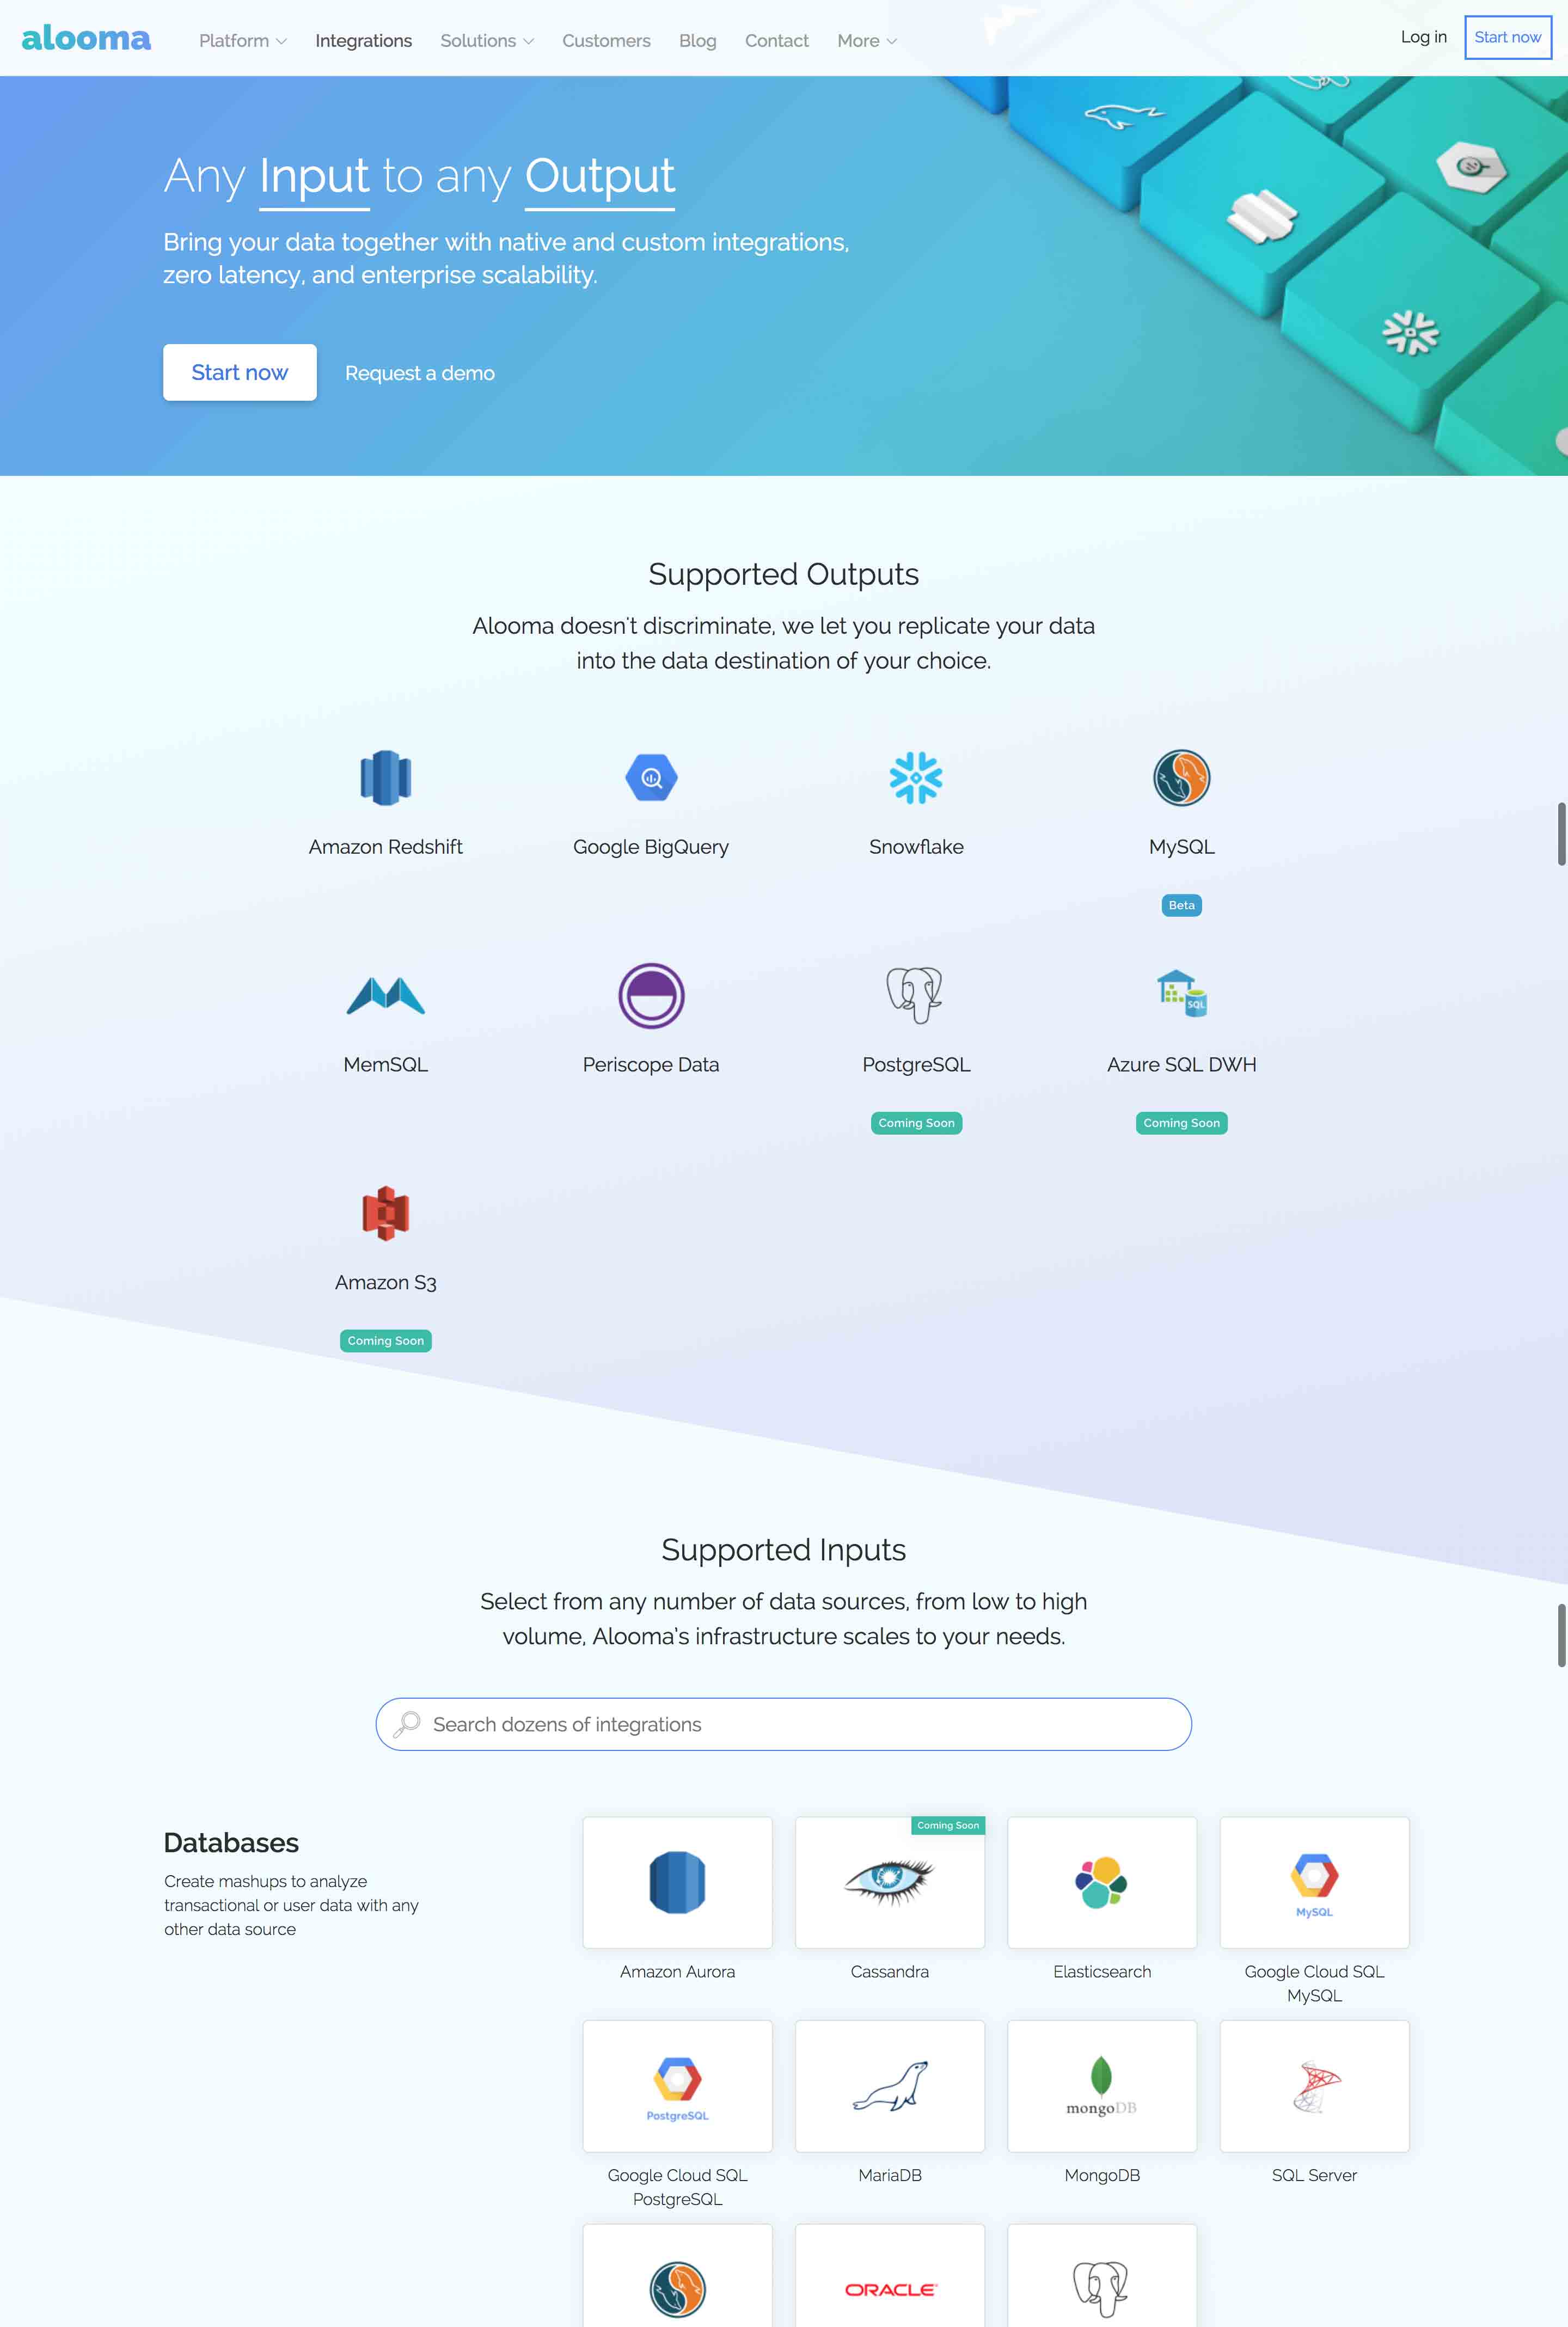 alooma
Platform
Integrations
Solutions
Customers
Blog
Contact
More
Log in
Start now
Any Input to any Output
Bring your data together with native and custom integrations,
zero latency, and enterprise scalability.
Start now
Request a demo
Supported Outputs
Alooma doesn't discriminate, we let you replicate your data
into the data destination of your choice.
Amazon Redshift
Google BigQuery
Snowflake
MySQL
Beta
MemSQL
Periscope Data
PostgreSQL
SQL
Azure SQL DWH
Coming Soon
Coming Soon
Amazon S3
Coming Soon
Supported Inputs
Select from any number of data sources, from low to high
volume, Alooma's infrastructure scales to your needs.
Search dozens of integrations
Databases
Create mashups to analyze
transactional or user data with any
other data source
Amazon Aurora
Coming Soon
Cassandra
Elasticsearch
MySQL
Google Cloud SQL
MySQL
PostgreSQL
Google Cloud SQL
PostgreSQL
MariaDB
mongoDB
MongoDB
SQL Server
ORACLE